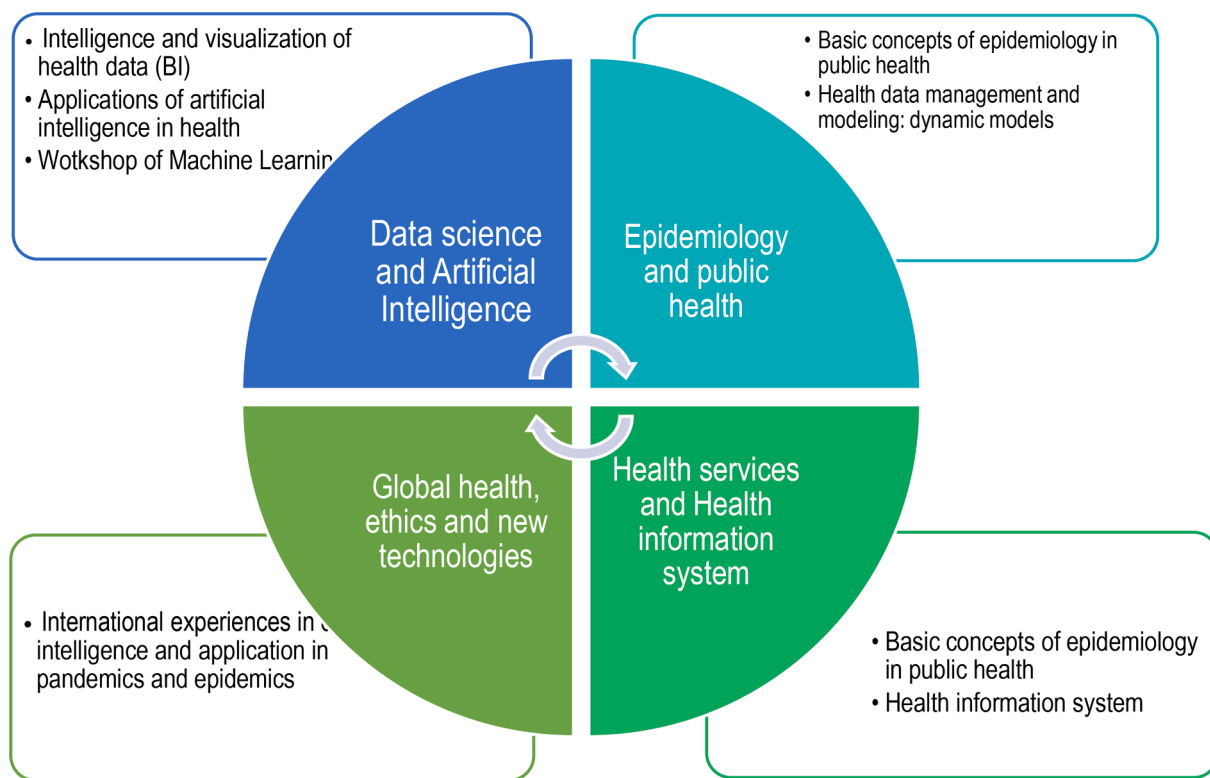 • Intelligence and visualization of
health data (BI)
• Applications of artificial
intelligence in health
• Wotkshop of Machine
Data science
and Artificial
Intelligence
• Basic concepts of epidemiology in
public health
• Health data management and
modeling: dynamic models
Epidemiology
and public
health
Global health,
ethics and new
technologies
• International experiences in
intelligence and application in
pandemics and epidemics
Health services
and Health
information
system
• Basic concepts of epidemiology
in public health
• Health information system